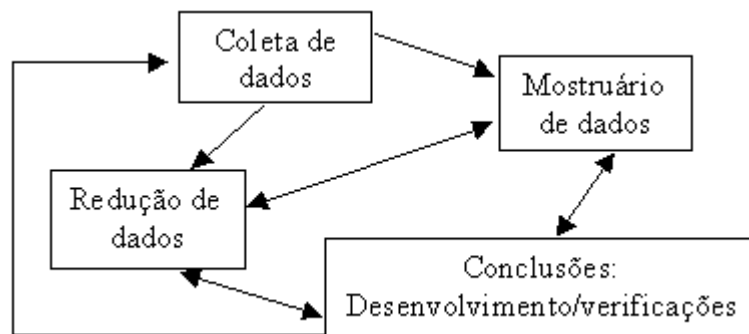 Coleta de
dados
Mostruário
de dados
Redução de
dados
Conclusões:
Desenvolvimento/verificações